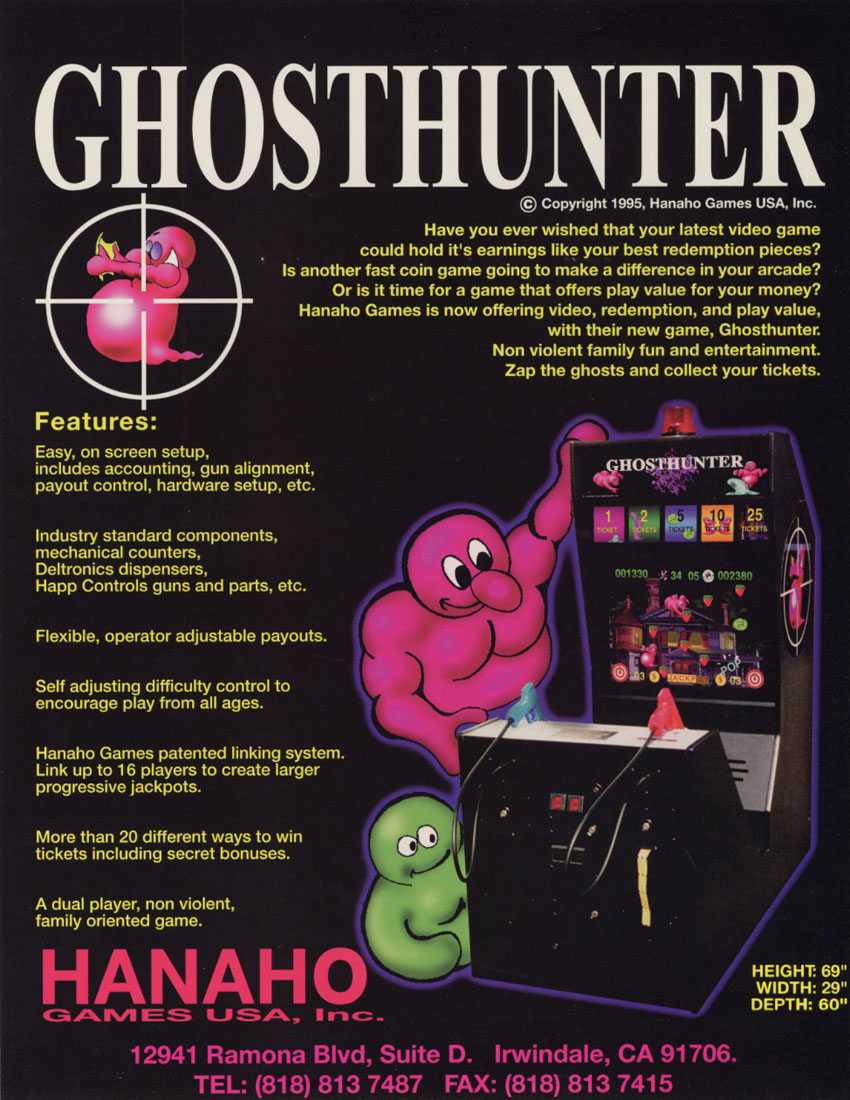 GHOSTHUNTER
© Copyright 1995, Hanaho Games USA, Inc.
Have you ever wished that your latest video game
could hold it's earnings like your best redemption pieces?
Is another fast coin game going to make a difference in your arcade?
Or is it time for a game that offers play value for your money?
Hanaho Games is now offering video, redemption, and play value,
with their new game, Ghosthunter.
Non violent family fun and entertainment.
Zap the ghosts and collect your tickets.
Features:
Easy, on screen setup,
includes accounting, gun alignment,
payout control, hardware setup, etc.
Industry standard components,
mechanical counters,
Deltronics dispensers,
Happ Controls guns and parts, etc.
Flexible, operator adjustable payouts.
Self adjusting difficulty control to
encourage play from all ages.
Hanaho Games patented linking system.
Link up to 16 players to create larger
progressive jackpots.
More than 20 different ways to win
tickets including secret bonuses.
A dual player, non violent,
family oriented game.
GHOSTHUNTER
1 2 5 10 25
TICKET TICKETS TICKETS TICKETS TICKETS
001330 34 05 002380
POP
03 JACKP 03
HANAHO
GAMES USA, Inc.
HEIGHT: 69"
WIDTH: 29"
DEPTH: 60"
12941 Ramona Blvd, Suite D. Irwindale, CA 91706.
TEL: (818) 813 7487 FAX: (818) 813 7415